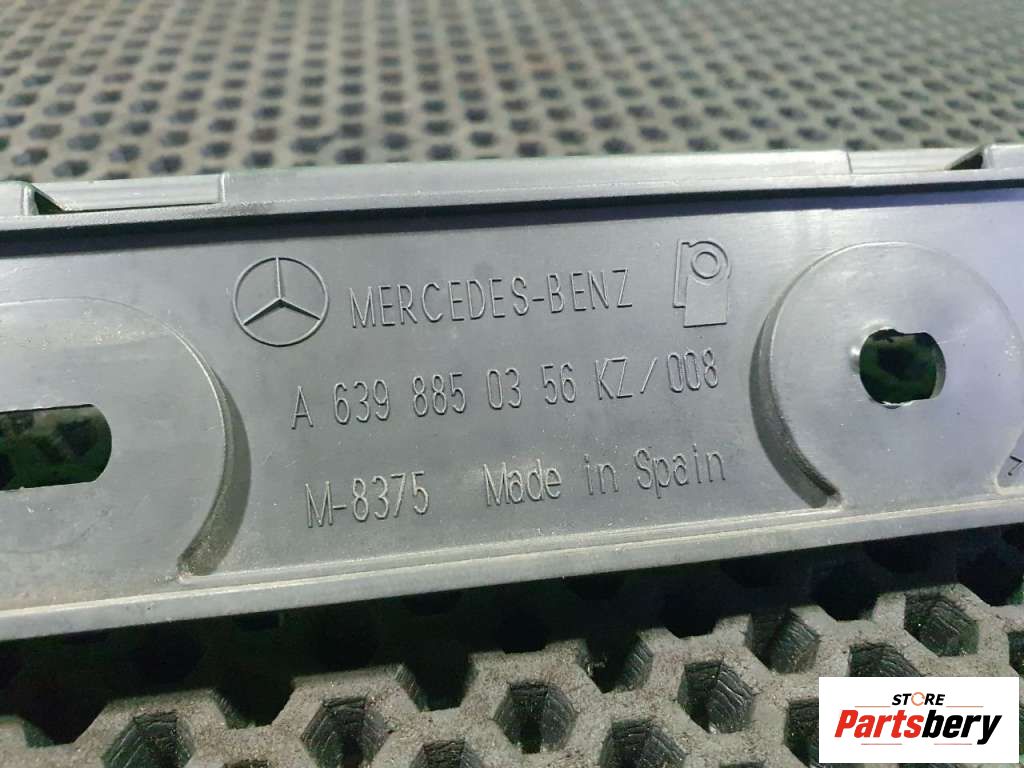 MERCEDES-BENZ
A 639 885 03 56 KZ/008
M-8375 Made in Spain
>
STORE
Partsbery